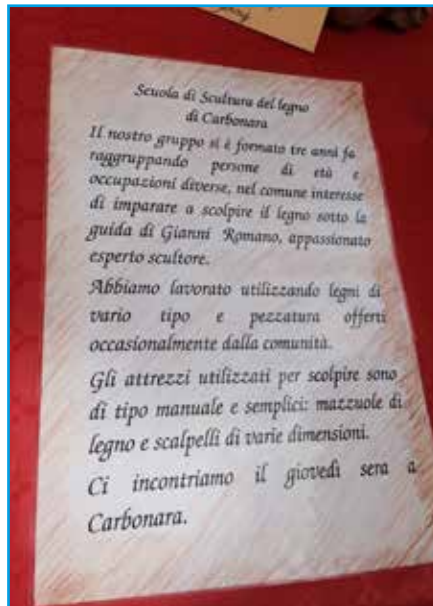 Scuola di Scultura del legno
di Carbonara
Il nostro gruppo si è formato tre anni fa
raggruppando persone di età e
occupazioni diverse, nel comune interesse
di imparare a scolpire il legno sotto la
guida di Gianni Romano, appassionato
esperto scultore.
Abbiamo lavorato utilizzando legni di
vario tipo e pezzatura offerti
occasionalmente dalla comunità.
Gli attrezzi utilizzati per scolpire sono
di tipo manuale e semplici: mazzuole di
legno e scalpelli di varie dimensioni.
Ci incontriamo il giovedì sera a
Carbonara.